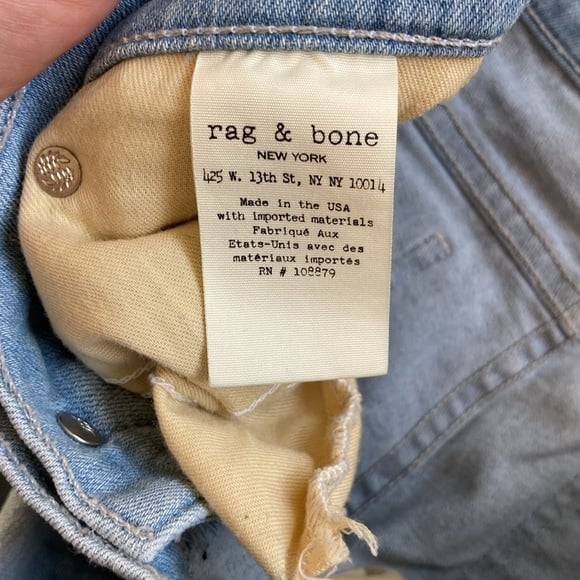 rag & bone
NEW YORK
425 W. 13th St, NY NY 10014
Made in the USA
with imported materials
Fabriqué Aux
Etats-Unis avec des
matériaux importés
RN # 108879